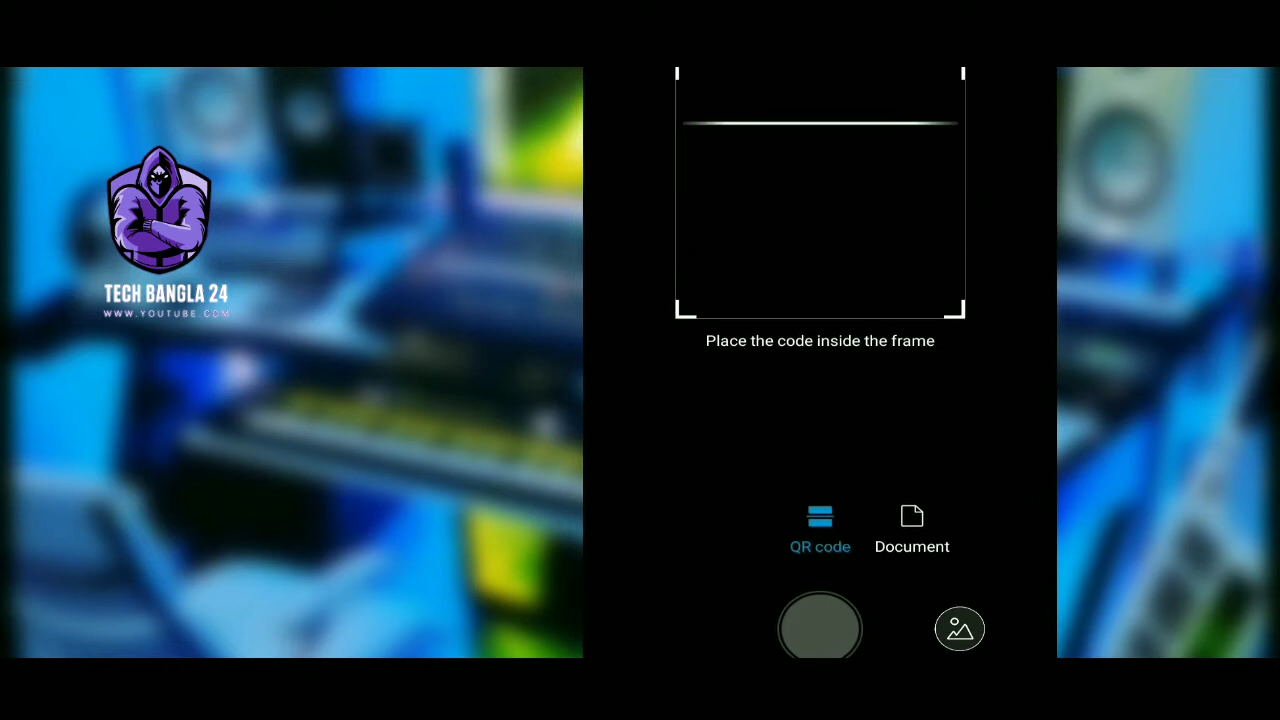 TECH BANGLA 24
WWW.YOUTUBE.COM
Place the code inside the frame
QR code
Document